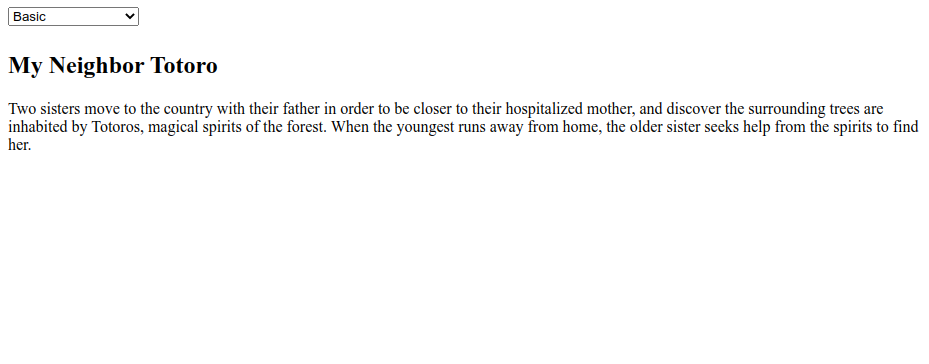 Basic
My Neighbor Totoro
Two sisters move to the country with their father in order to be closer to their hospitalized mother, and discover the surrounding trees are
inhabited by Totoros, magical spirits of the forest. When the youngest runs away from home, the older sister seeks help from the spirits to find
her.